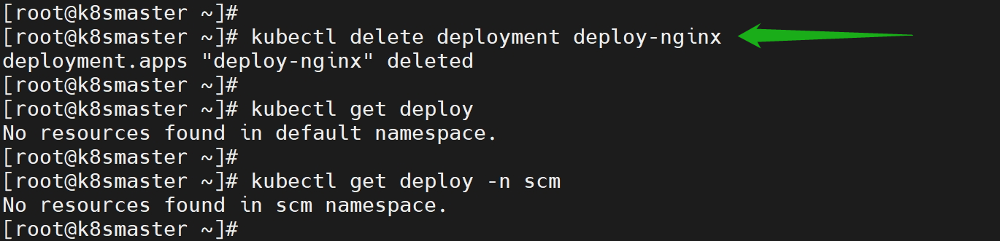 [root@k8smaster ~]#
[root@k8smaster ~]# kubectl delete deployment deploy-nginx
deployment.apps "deploy-nginx" deleted
[root@k8smaster ~]#
[root@k8smaster ~]# kubectl get deploy
No resources found in default namespace.
[root@k8smaster ~]#
[root@k8smaster ~]# kubectl get deploy -n scm
No resources found in scm namespace.
[root@k8smaster ~]#